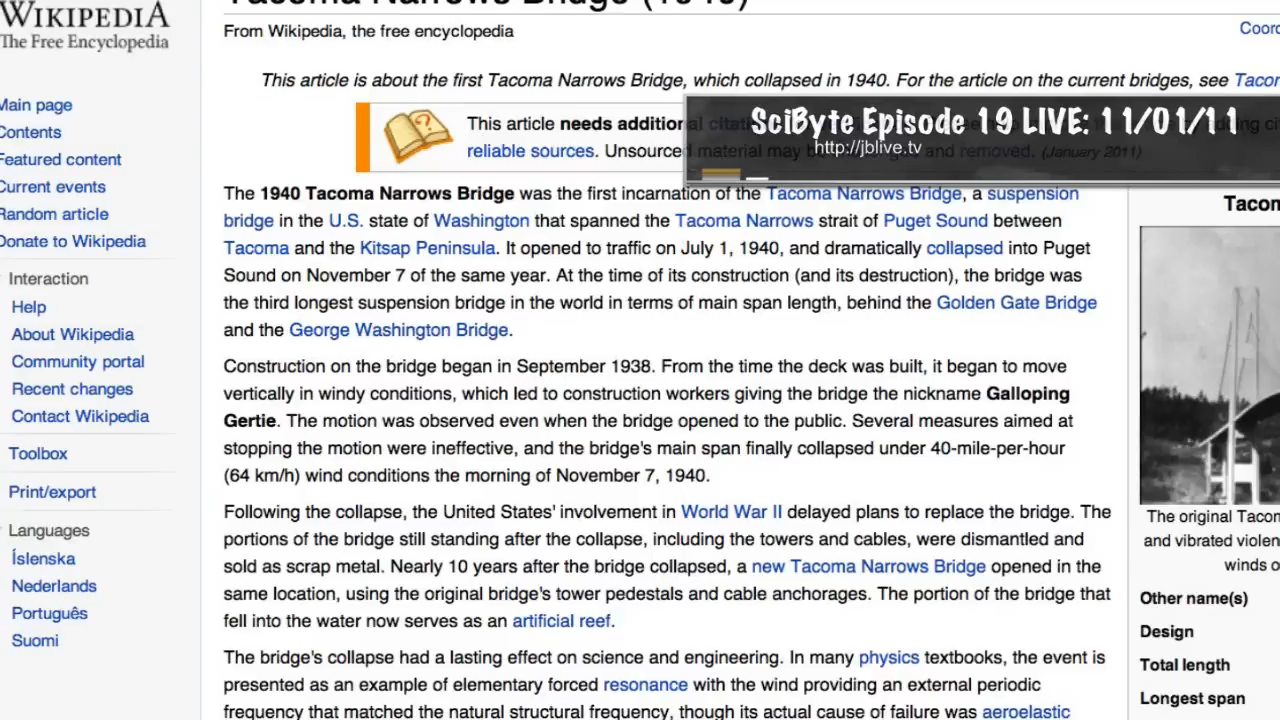 WIKIPEDIA
The Free Encyclopedia
Main page
Contents
Featured content
Current events
Random article
Donate to Wikipedia
Interaction
Help
About Wikipedia
Community portal
Recent changes
Contact Wikipedia
Toolbox
Print/export
Languages
Íslenska
Nederlands
Português
Suomi
Tacoma Narrows Bridge (1940)
From Wikipedia, the free encyclopedia
Coord
This article is about the first Tacoma Narrows Bridge, which collapsed in 1940. For the article on the current bridges, see Tacor
SciByte Episode 19 LIVE: 11/01/11
http://jblive.tv
This article needs additional
reliable sources. Unsourced material may be and removed. (January 2011)
The 1940 Tacoma Narrows Bridge was the first incarnation of the Tacoma Narrows Bridge, a suspension
bridge in the U.S. state of Washington that spanned the Tacoma Narrows strait of Puget Sound between
Tacoma and the Kitsap Peninsula. It opened to traffic on July 1, 1940, and dramatically collapsed into Puget
Sound on November 7 of the same year. At the time of its construction (and its destruction), the bridge was
the third longest suspension bridge in the world in terms of main span length, behind the Golden Gate Bridge
and the George Washington Bridge.
Construction on the bridge began in September 1938. From the time the deck was built, it began to move
vertically in windy conditions, which led to construction workers giving the bridge the nickname Galloping
Gertie. The motion was observed even when the bridge opened to the public. Several measures aimed at
stopping the motion were ineffective, and the bridge's main span finally collapsed under 40-mile-per-hour
(64 km/h) wind conditions the morning of November 7, 1940.
Following the collapse, the United States' involvement in World War II delayed plans to replace the bridge. The
portions of the bridge still standing after the collapse, including the towers and cables, were dismantled and
sold as scrap metal. Nearly 10 years after the bridge collapsed, a new Tacoma Narrows Bridge opened in the
same location, using the original bridge's tower pedestals and cable anchorages. The portion of the bridge that
fell into the water now serves as an artificial reef.
The bridge's collapse had a lasting effect on science and engineering. In many physics textbooks, the event is
presented as an example of elementary forced resonance with the wind providing an external periodic
frequency that matched the natural structural frequency, though its actual cause of failure was aeroelastic
Tacom
The original Tacon
and vibrated violen
winds o
Other name(s)
Design
Total length
Longest span